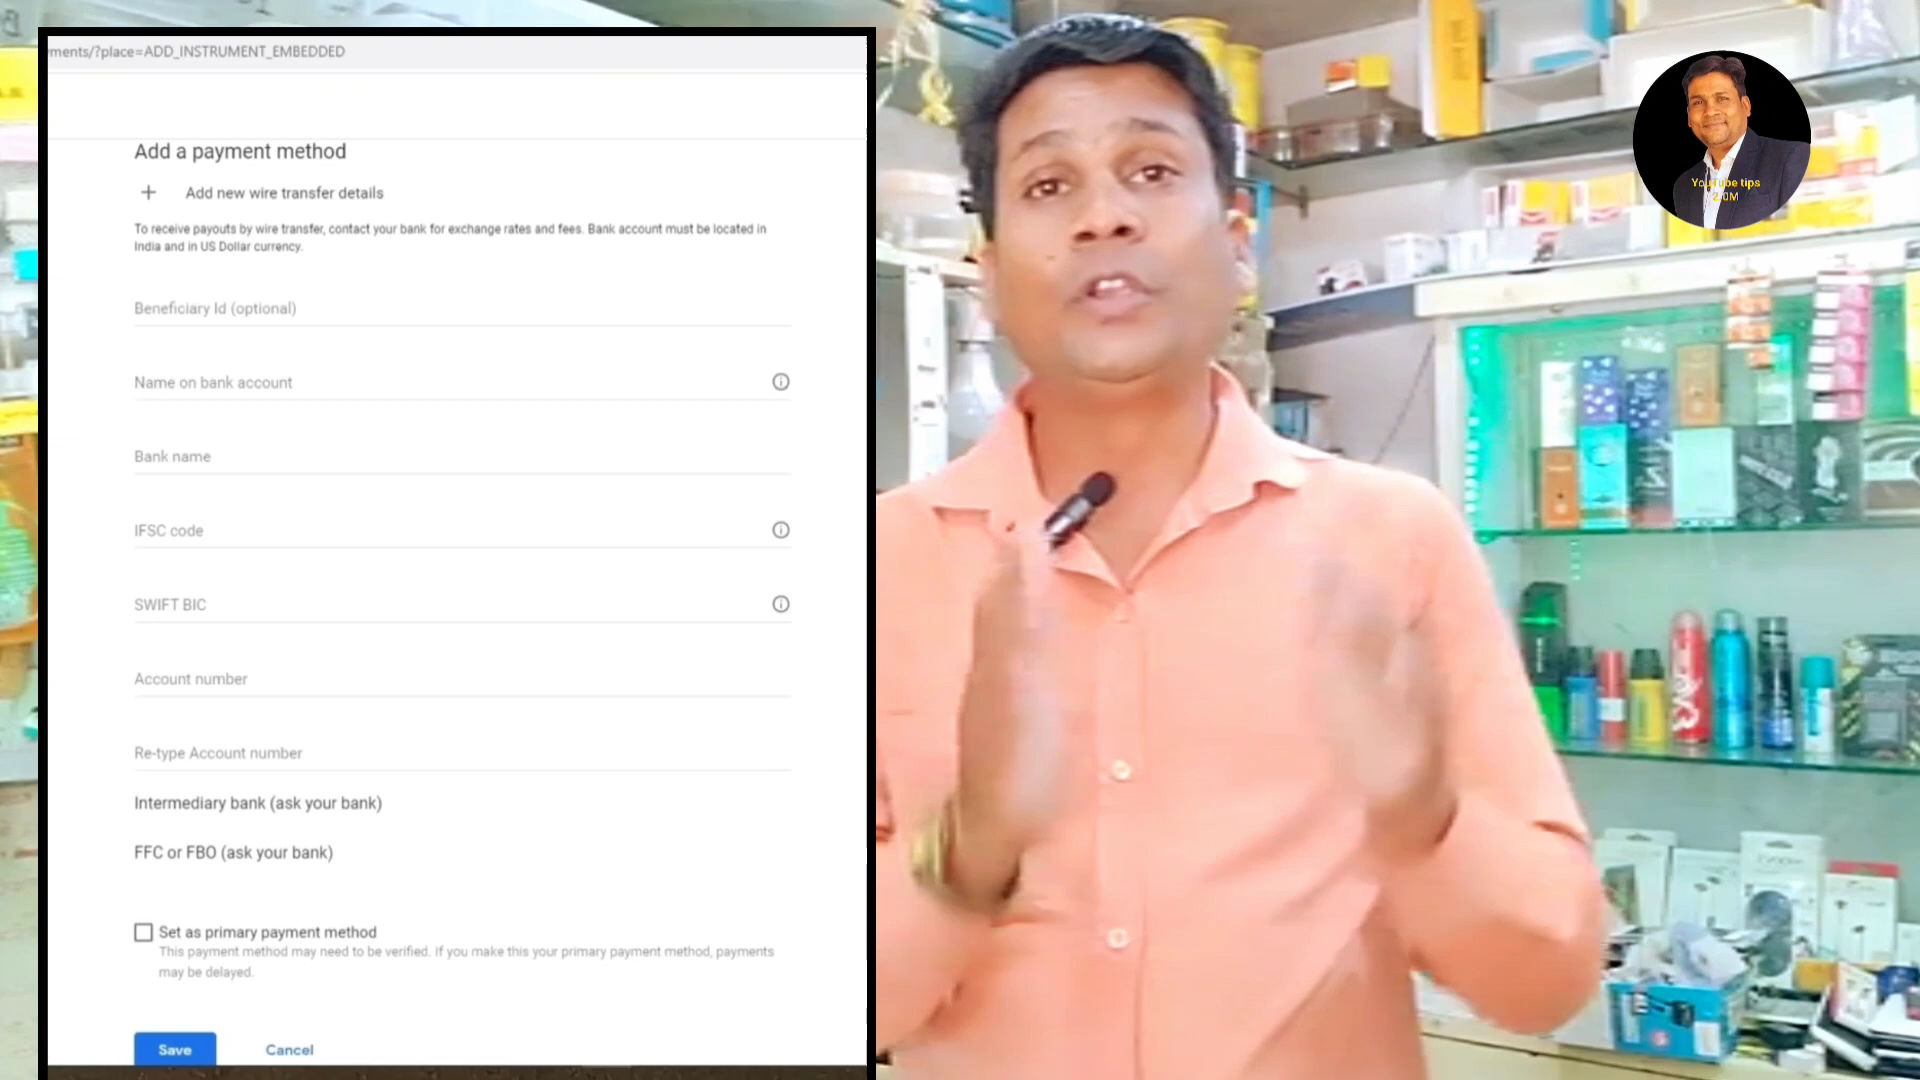 ments/?place=ADD_INSTRUMENT_EMBEDDED
Add a payment method
+ Add new wire transfer details
To receive payouts by wire transfer, contact your bank for exchange rates and fees. Bank account must be located in
India and in US Dollar currency.
Beneficiary Id (optional)
Name on bank account
Bank name
IFSC code
SWIFT BIC
Account number
Re-type Account number
Intermediary bank (ask your bank)
FFC or FBO (ask your bank)
Set as primary payment method
This payment method may need to be verified. If you make this your primary payment method, payments
may be delayed.
Save
Cancel
YouTube tips
2.0M